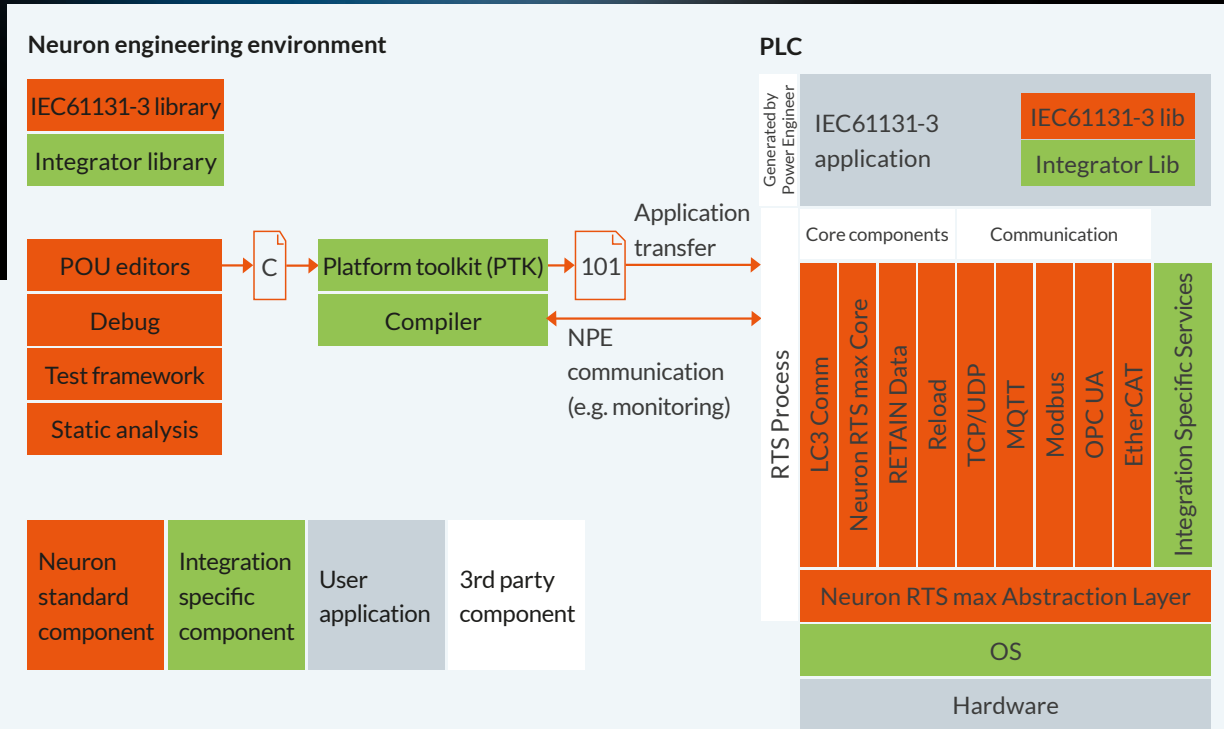 Neuron engineering environment
IEC61131-3 library
Integrator library
POU editors
Debug
Test framework
Static analysis
C
Platform toolkit (PTK)
Compiler
101
Application
transfer
NPE
communication
(e.g. monitoring)
Neuron
standard
component
Integration
specific
component
User
application
3rd party
component
PLC
Generated by
Power Engineer
IEC61131-3
application
IEC61131-3 lib
Integrator Lib
RTS Process
Core components
Communication
LC3 Comm
Neuron RTS max Core
RETAIN Data
Reload
TCP/UDP
MQTT
Modbus
OPC UA
EtherCAT
Integration Specific Services
Neuron RTS max Abstraction Layer
OS
Hardware